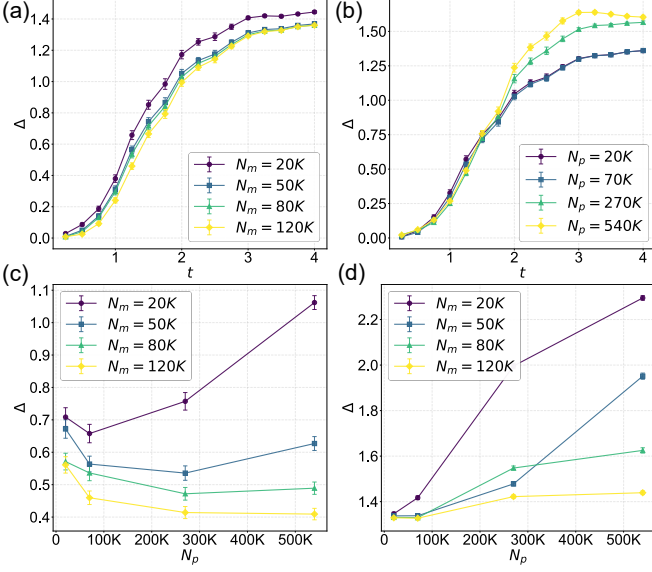 (a)
1.4
1.2
1.0
0.8
0.6
0.4
0.2
0.0
Δ
1
2
3
4
t
N_m = 20K
N_m = 50K
N_m = 80K
N_m = 120K
(b)
1.50
1.25
1.00
0.75
0.50
0.25
0.00
Δ
1
2
3
4
t
N_p = 20K
N_p = 70K
N_p = 270K
N_p = 540K
(c)
1.1
1.0
0.9
0.8
0.7
0.6
0.5
0.4
Δ
0
100K
200K
300K
400K
500K
N_p
N_m = 20K
N_m = 50K
N_m = 80K
N_m = 120K
(d)
2.2
2.0
1.8
1.6
1.4
Δ
0
100K
200K
300K
400K
500K
N_p
N_m = 20K
N_m = 50K
N_m = 80K
N_m = 120K